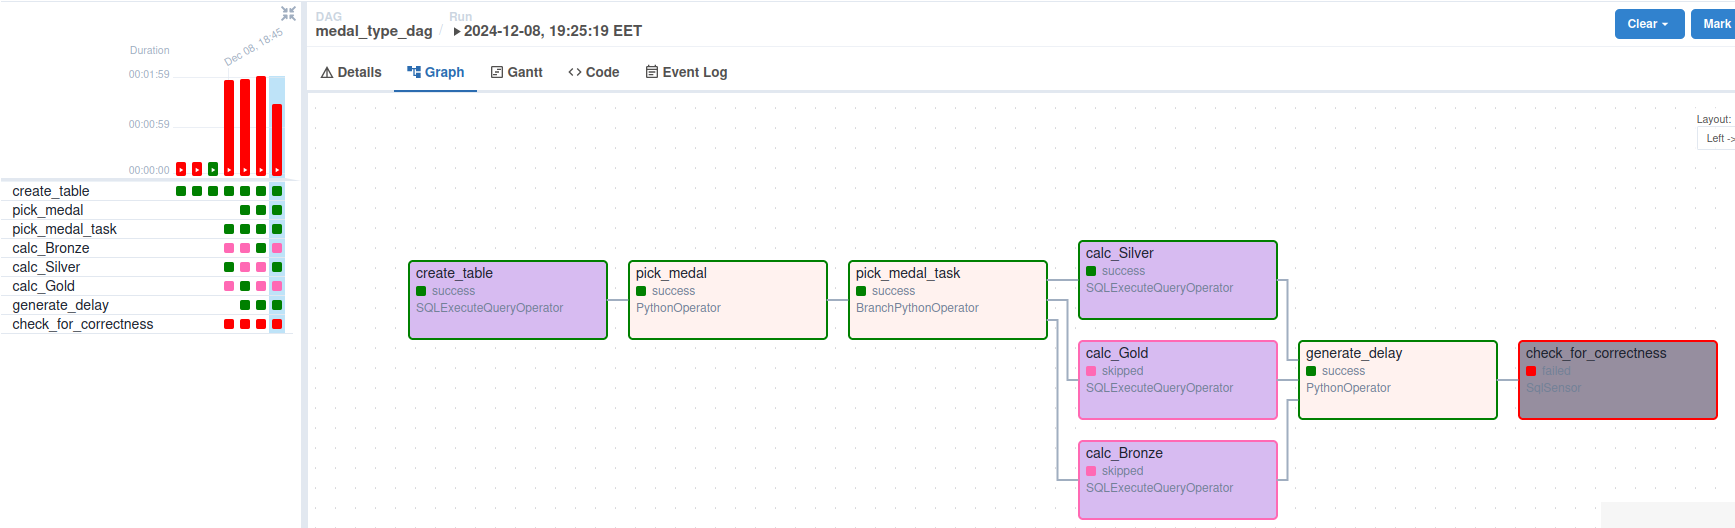 DAG
medal_type_dag
/
Run
2024-12-08, 19:25:19 EET
Clear
Mark
Details
Graph
Gantt
Code
Event Log
Dec 08, 18:45
Duration
00:01:59
00:00:59
00:00:00
create_table
pick_medal
pick_medal_task
calc_Bronze
calc_Silver
calc_Gold
generate_delay
check_for_correctness
Layout:
Left ->
create_table
success
SQLExecuteQueryOperator
pick_medal
success
PythonOperator
pick_medal_task
success
BranchPythonOperator
calc_Silver
success
SQLExecuteQueryOperator
calc_Gold
skipped
SQLExecuteQueryOperator
calc_Bronze
skipped
SQLExecuteQueryOperator
generate_delay
success
PythonOperator
check_for_correctness
failed
SqlSensor